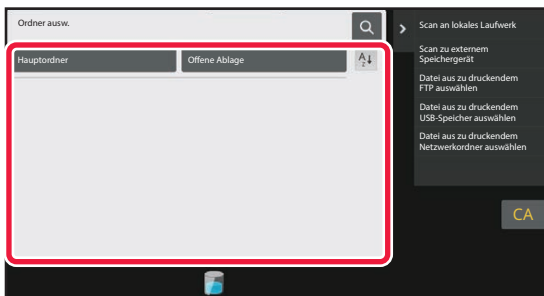 Ordner ausw.
Hauptordner
Offene Ablage
A
Z
Scan an lokales Laufwerk
Scan zu externem
Speichergerät
Datei aus zu druckendem
FTP auswählen
Datei aus zu druckendem
USB-Speicher auswählen
Datei aus zu druckendem
Netzwerkordner auswählen
CA